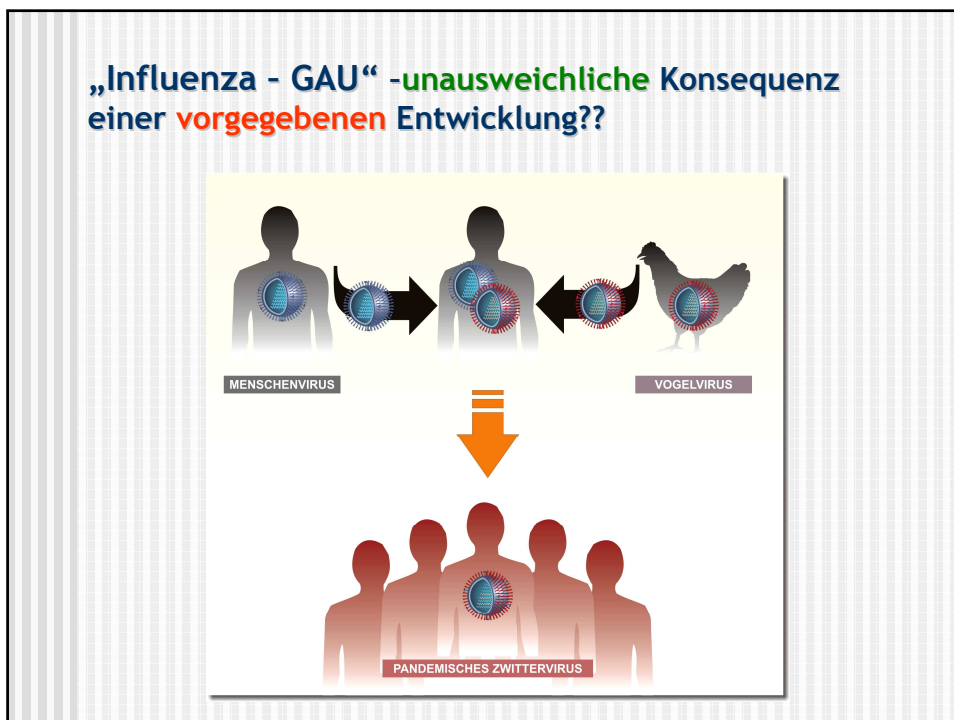 „Influenza – GAU“ –unausweichliche Konsequenz
einer vorgegebenen Entwicklung??
MENSCHENVIRUS
VOGELVIRUS
PANDEMISCHES ZWITTERVIRUS